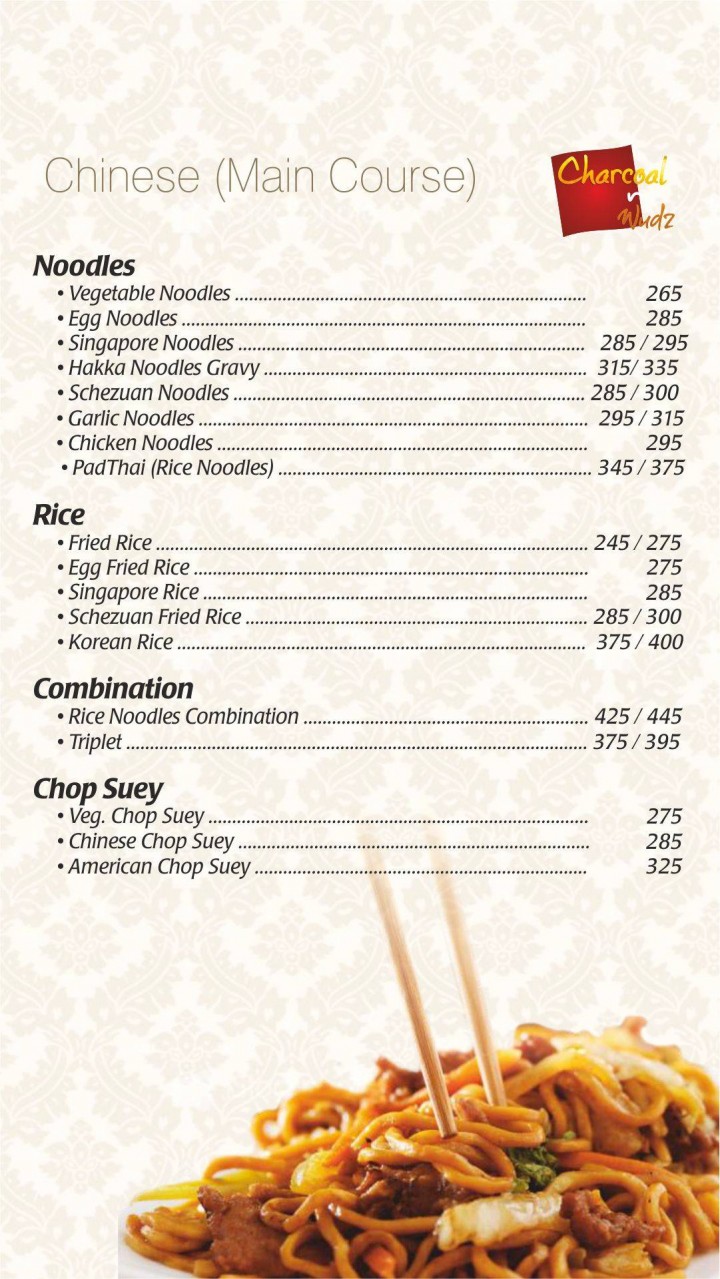 Chinese (Main Course)
Charcoal
n
Wudz
Noodles
• Vegetable Noodles ........................................................................... 265
• Egg Noodles ...................................................................................... 285
• Singapore Noodles .......................................................................... 285 / 295
• Hakka Noodles Gravy .................................................................... 315/ 335
• Schezuan Noodles .......................................................................... 285 / 300
• Garlic Noodles .................................................................................. 295 / 315
• Chicken Noodles .............................................................................. 295
• PadThai (Rice Noodles) .................................................................. 345 / 375
Rice
• Fried Rice ........................................................................................... 245 / 275
• Egg Fried Rice ................................................................................... 275
• Singapore Rice ................................................................................. 285
• Schezuan Fried Rice ........................................................................ 285 / 300
• Korean Rice ...................................................................................... 375 / 400
Combination
• Rice Noodles Combination ............................................................ 425 / 445
• Triplet ................................................................................................. 375 / 395
Chop Suey
• Veg. Chop Suey ................................................................................ 275
• Chinese Chop Suey .......................................................................... 285
• American Chop Suey ...................................................................... 325